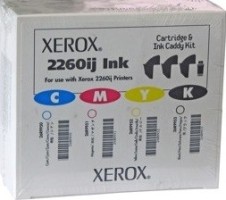 XEROX
Cartridge &
Ink Caddy Kit
2260ij Ink
For use with Xerox 2260ij Printers
C M Y K
XEROX